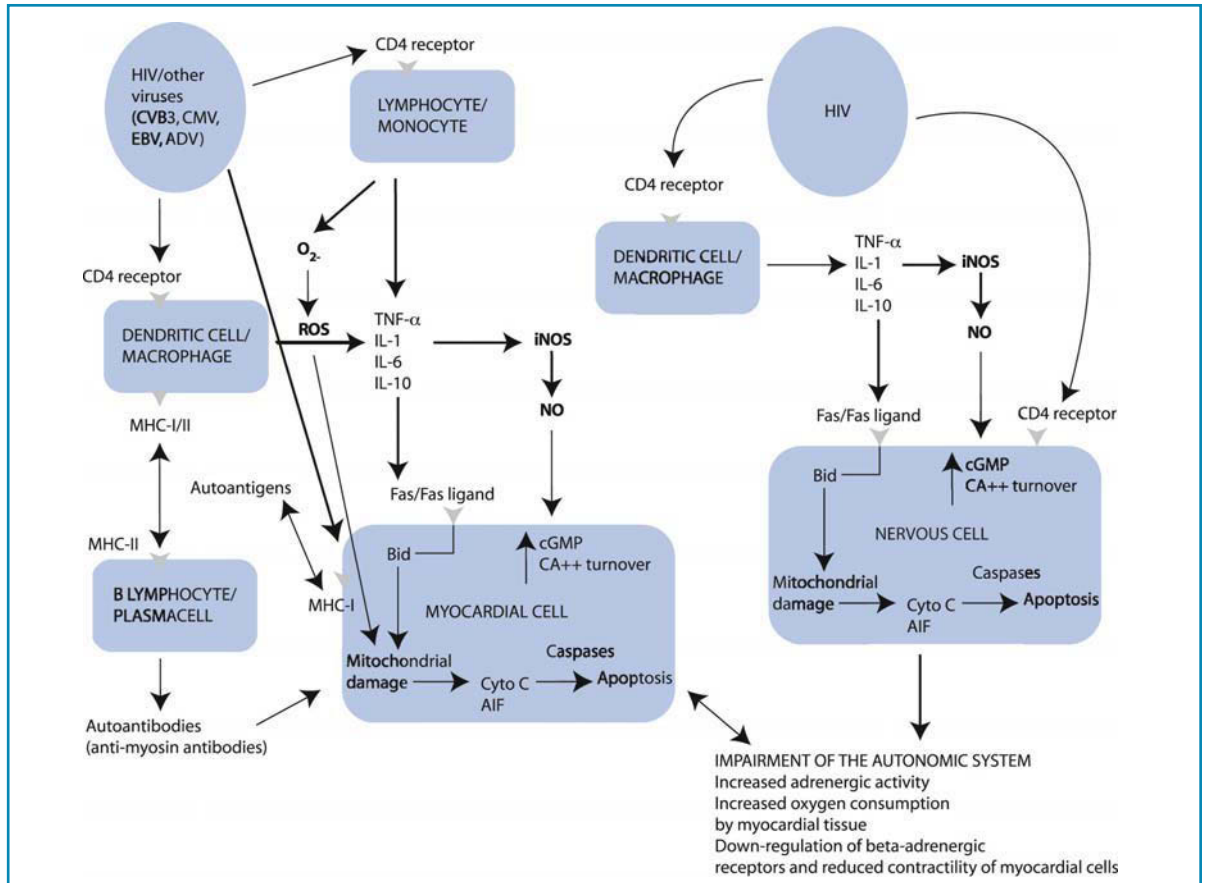 HIV/other
viruses
(CVB3, CMV,
EBV, ADV)
CD4 receptor
LYMPHOCYTE/
MONOCYTE
O2-
ROS
CD4 receptor
DENDRITIC CELL/
MACROPHAGE
TNF-α
IL-1
IL-6
IL-10
iNOS
NO
MHC-I/II
Autoantigens
Fas/Fas ligand
MHC-II
B LYMPHOCYTE/
PLASMACELL
MHC-I
Bid
cGMP
CA++ turnover
MYOCARDIAL CELL
Mitochondrial
damage
Cyto C
AIF
Caspases
Apoptosis
Autoantibodies
(anti-myosin antibodies)
HIV
CD4 receptor
DENDRITIC CELL/
MACROPHAGE
TNF-α
IL-1
IL-6
IL-10
iNOS
NO
Fas/Fas ligand
CD4 receptor
Bid
cGMP
CA++ turnover
NERVOUS CELL
Mitochondrial
damage
Cyto C
AIF
Caspases
Apoptosis
IMPAIRMENT OF THE AUTONOMIC SYSTEM
Increased adrenergic activity
Increased oxygen consumption
by myocardial tissue
Down-regulation of beta-adrenergic
receptors and reduced contractility of myocardial cells